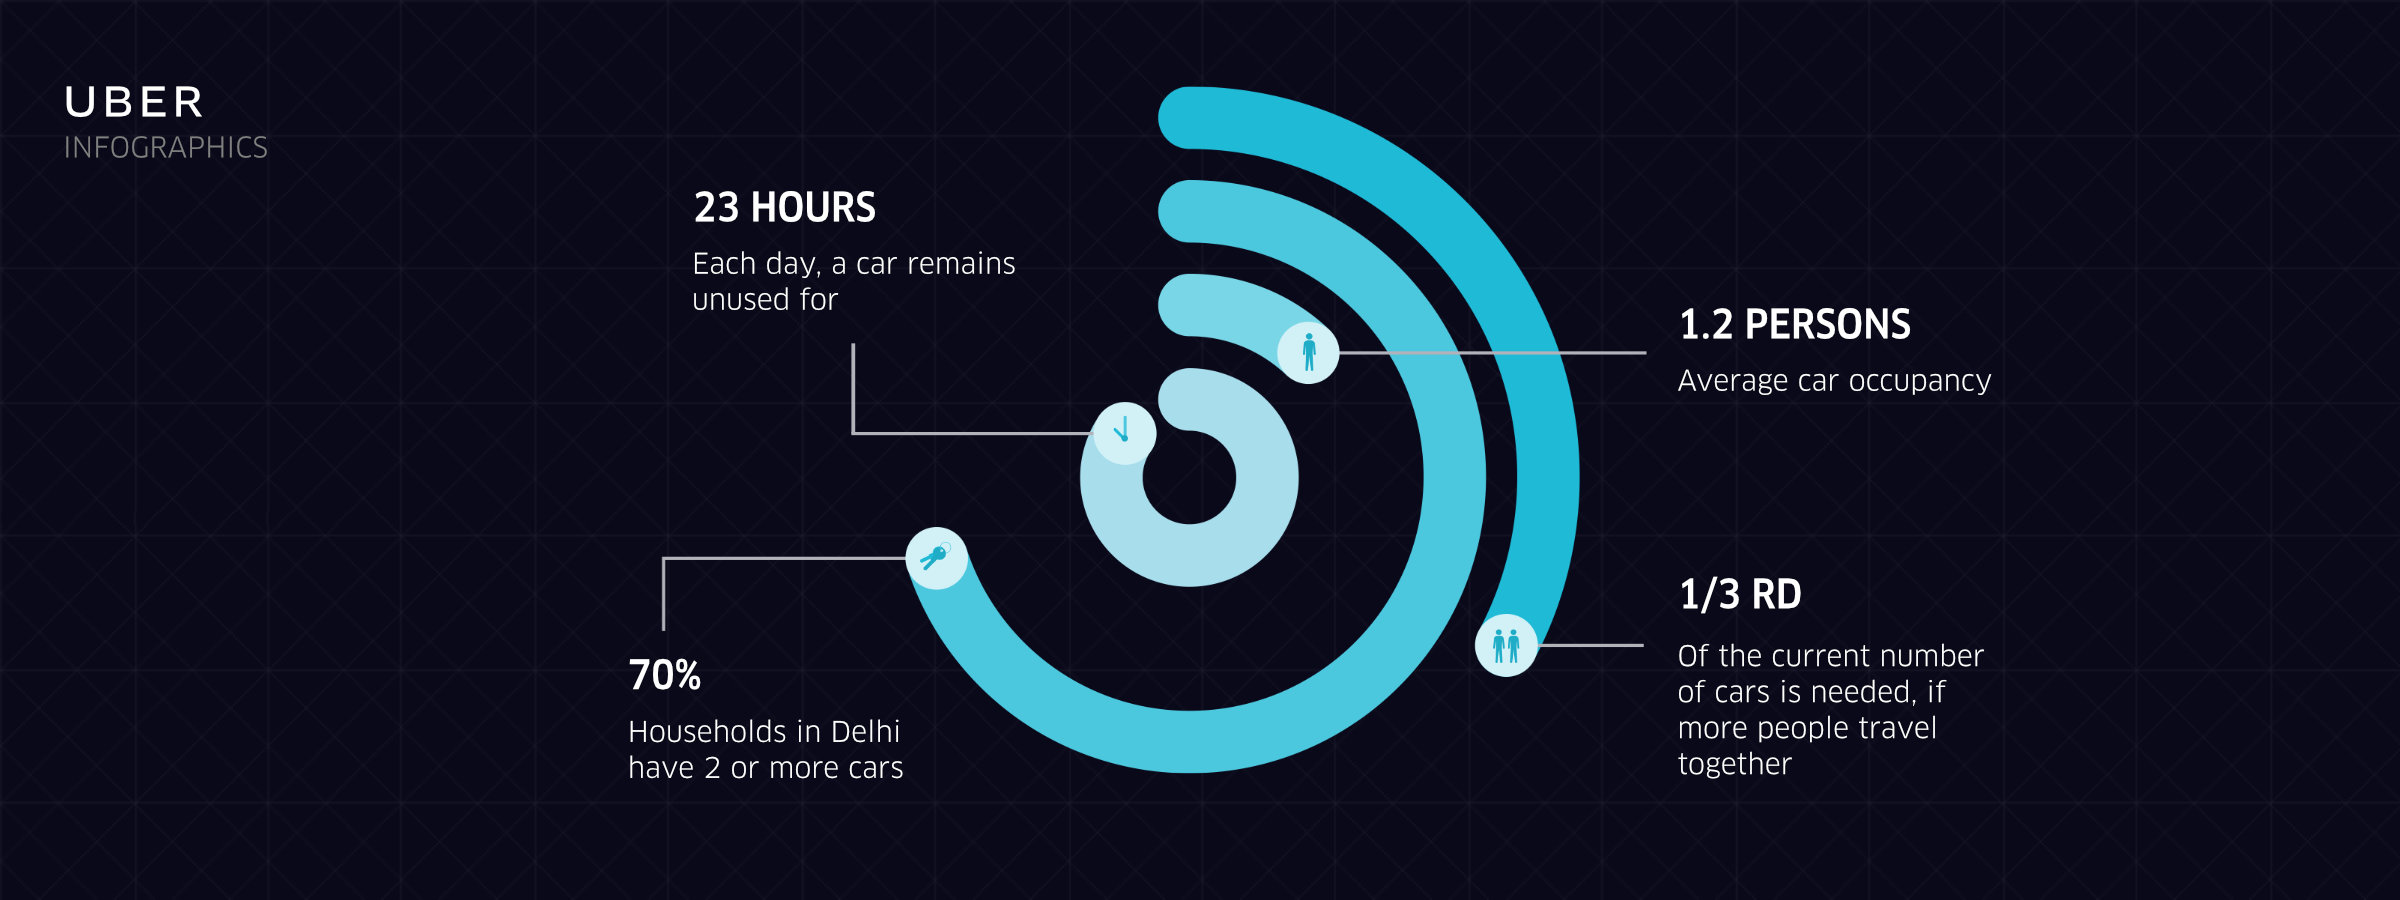 UBER
INFOGRAPHICS
23 HOURS
Each day, a car remains
unused for
1.2 PERSONS
Average car occupancy
70%
Households in Delhi
have 2 or more cars
1/3 RD
Of the current number
of cars is needed, if
more people travel
together